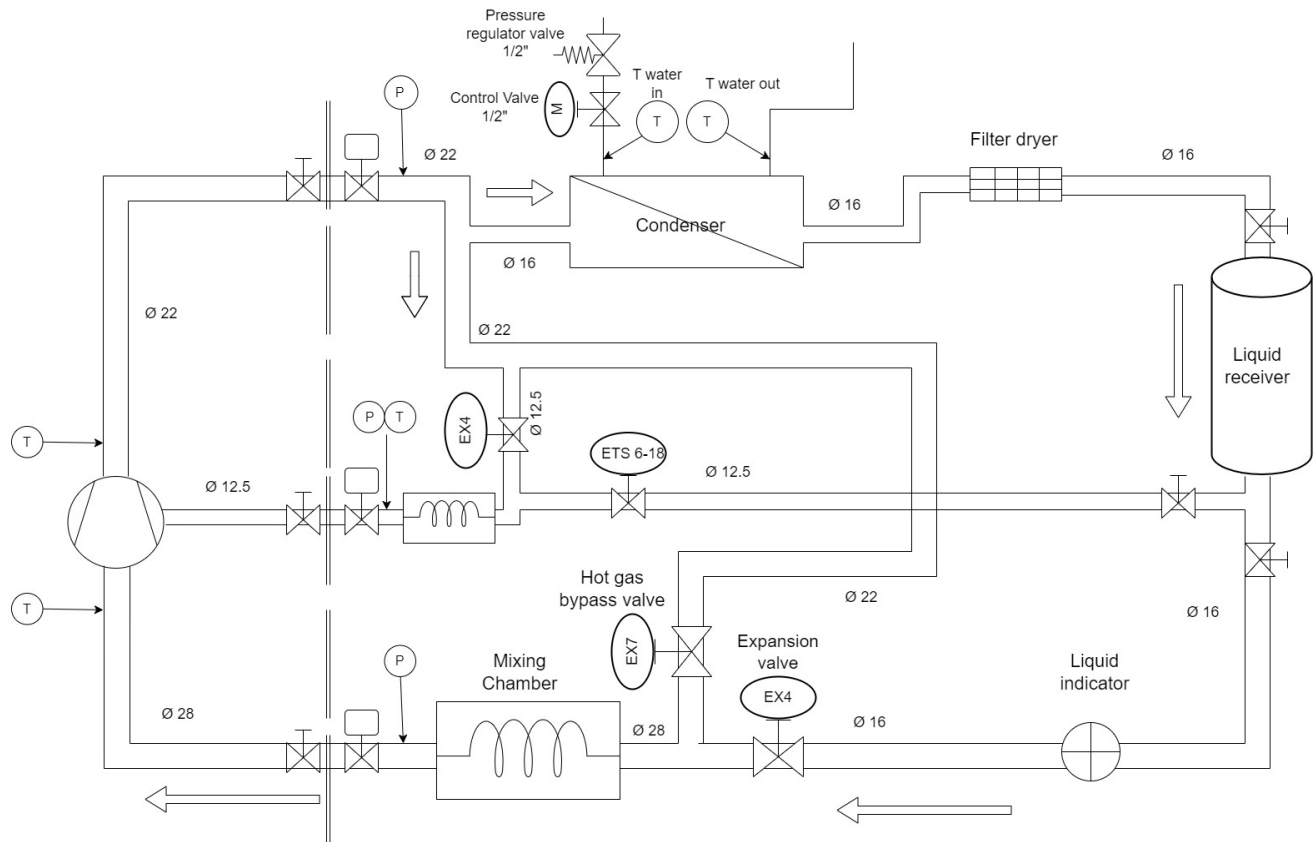 Pressure
regulator valve
1/2"
T water
in
T water out
P
Control Valve
1/2"
M
T
T
Filter dryer
Ø 22
Ø 16
Condenser
Ø 16
Ø 16
Ø 22
Ø 22
Liquid
receiver
P
T
EX4
Ø 12.5
T
ETS 6-18
Ø 12.5
Ø 12.5
Hot gas
bypass valve
Ø 22
T
Ø 16
EX7
Expansion
valve
P
Mixing
Chamber
Liquid
indicator
EX4
Ø 28
Ø 28
Ø 16